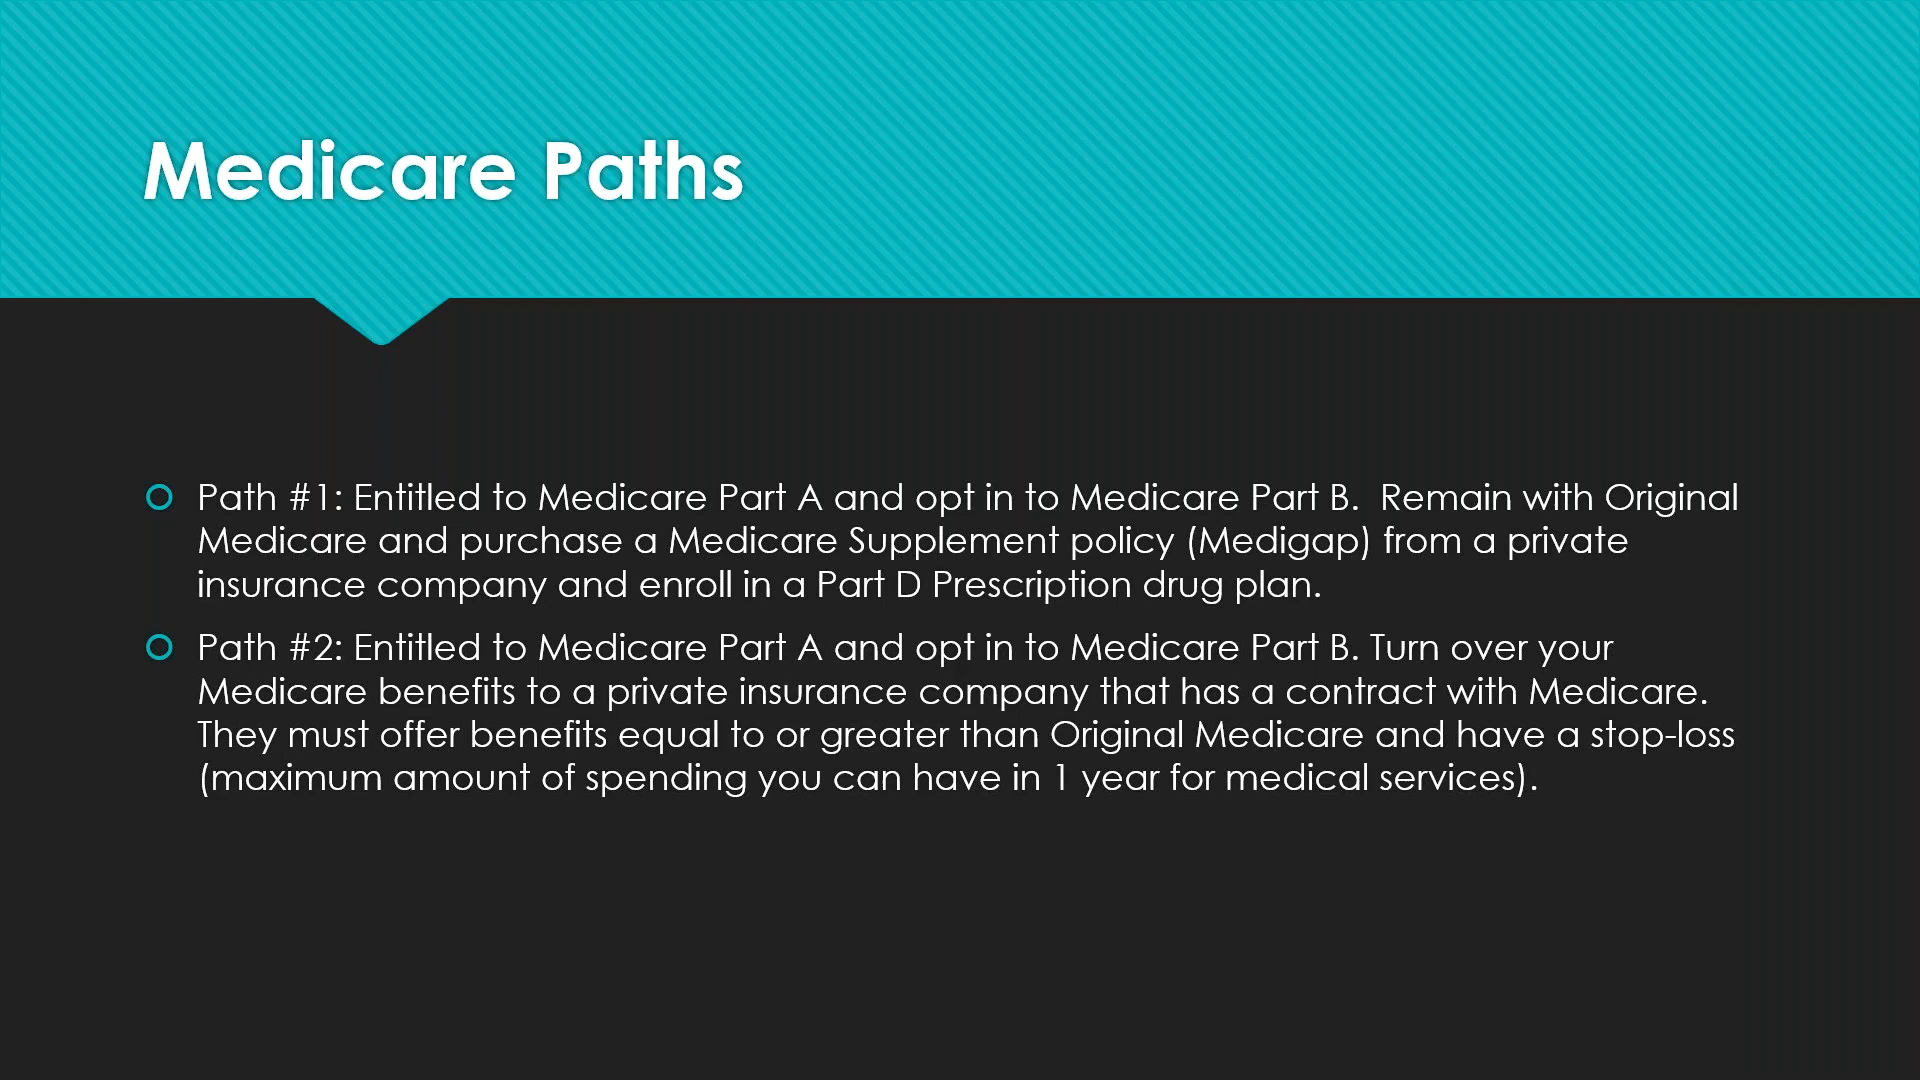 Medicare Paths
Path #1: Entitled to Medicare Part A and opt in to Medicare Part B.  Remain with Original
Medicare and purchase a Medicare Supplement policy (Medigap) from a private
insurance company and enroll in a Part D Prescription drug plan.
Path #2: Entitled to Medicare Part A and opt in to Medicare Part B. Turn over your
Medicare benefits to a private insurance company that has a contract with Medicare.
They must offer benefits equal to or greater than Original Medicare and have a stop-loss
(maximum amount of spending you can have in 1 year for medical services).